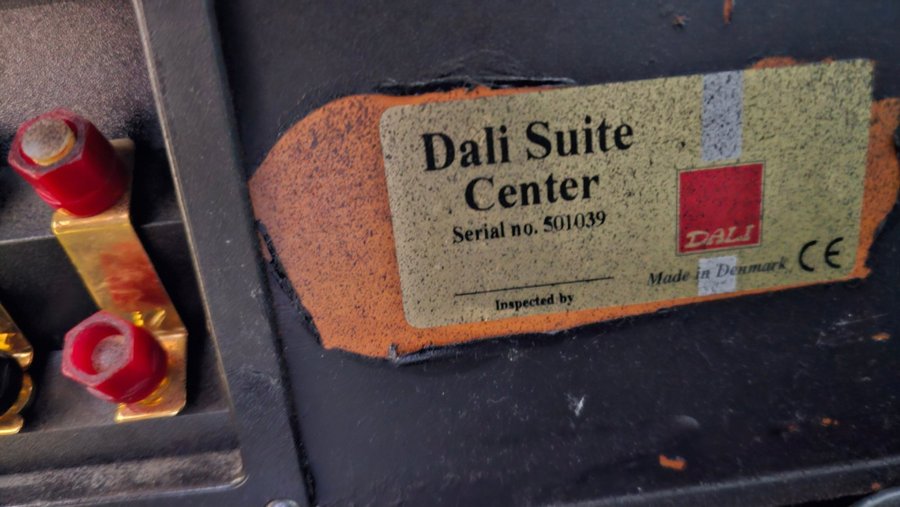 Dali Suite
Center
Serial no. 501039
Inspected by
DALI
Made in Denmark CE